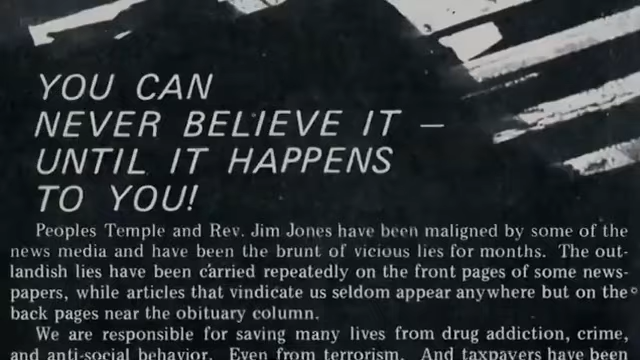 YOU CAN
NEVER BELIEVE IT —
UNTIL IT HAPPENS
TO YOU!
Peoples Temple and Rev. Jim Jones have been maligned by some of the
news media and have been the brunt of vicious lies for months. The out-
landish lies have been carried repeatedly on the front pages of some news-
papers, while articles that vindicate us seldom appear anywhere but on the
back pages near the obituary column.
We are responsible for saving many lives from drug addiction, crime,
and anti-social behavior. Even from terrorism. And taxpayers have been